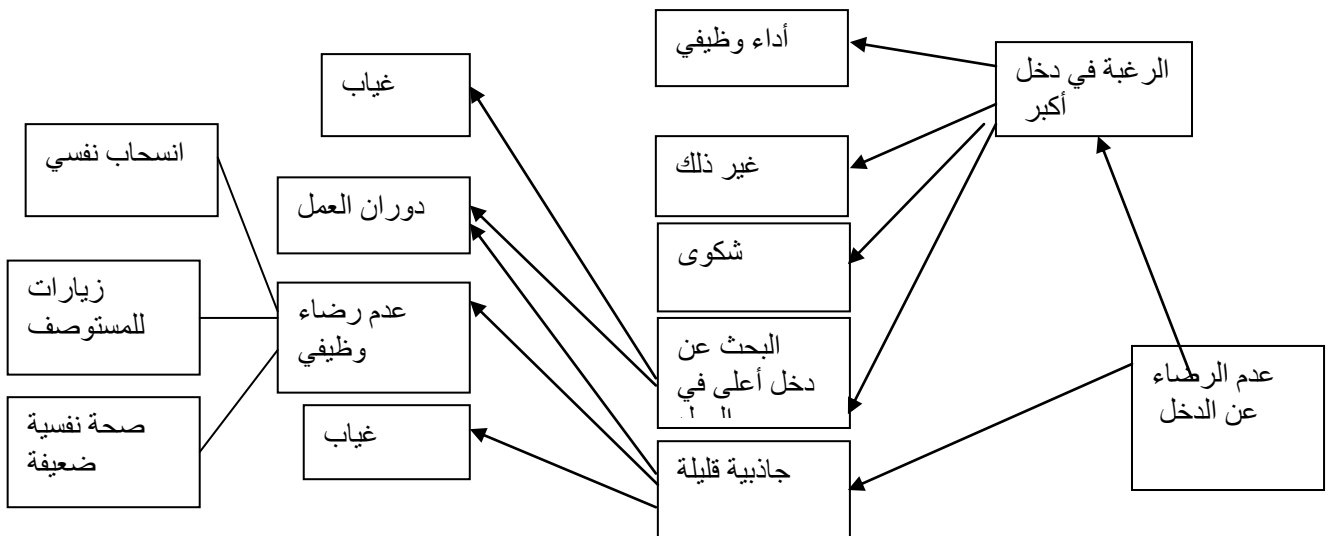 أداء وظيفي
الرغبة في دخل
أكبر
غياب
انسحاب نفسي
غير ذلك
دوران العمل
شكوى
زيارات
للمستوصف
عدم رضاء
وظيفي
البحث عن
دخل أعلى في
عدم الرضاء
عن الدخل
صحة نفسية
ضعيفة
غياب
جاذبية قليلة